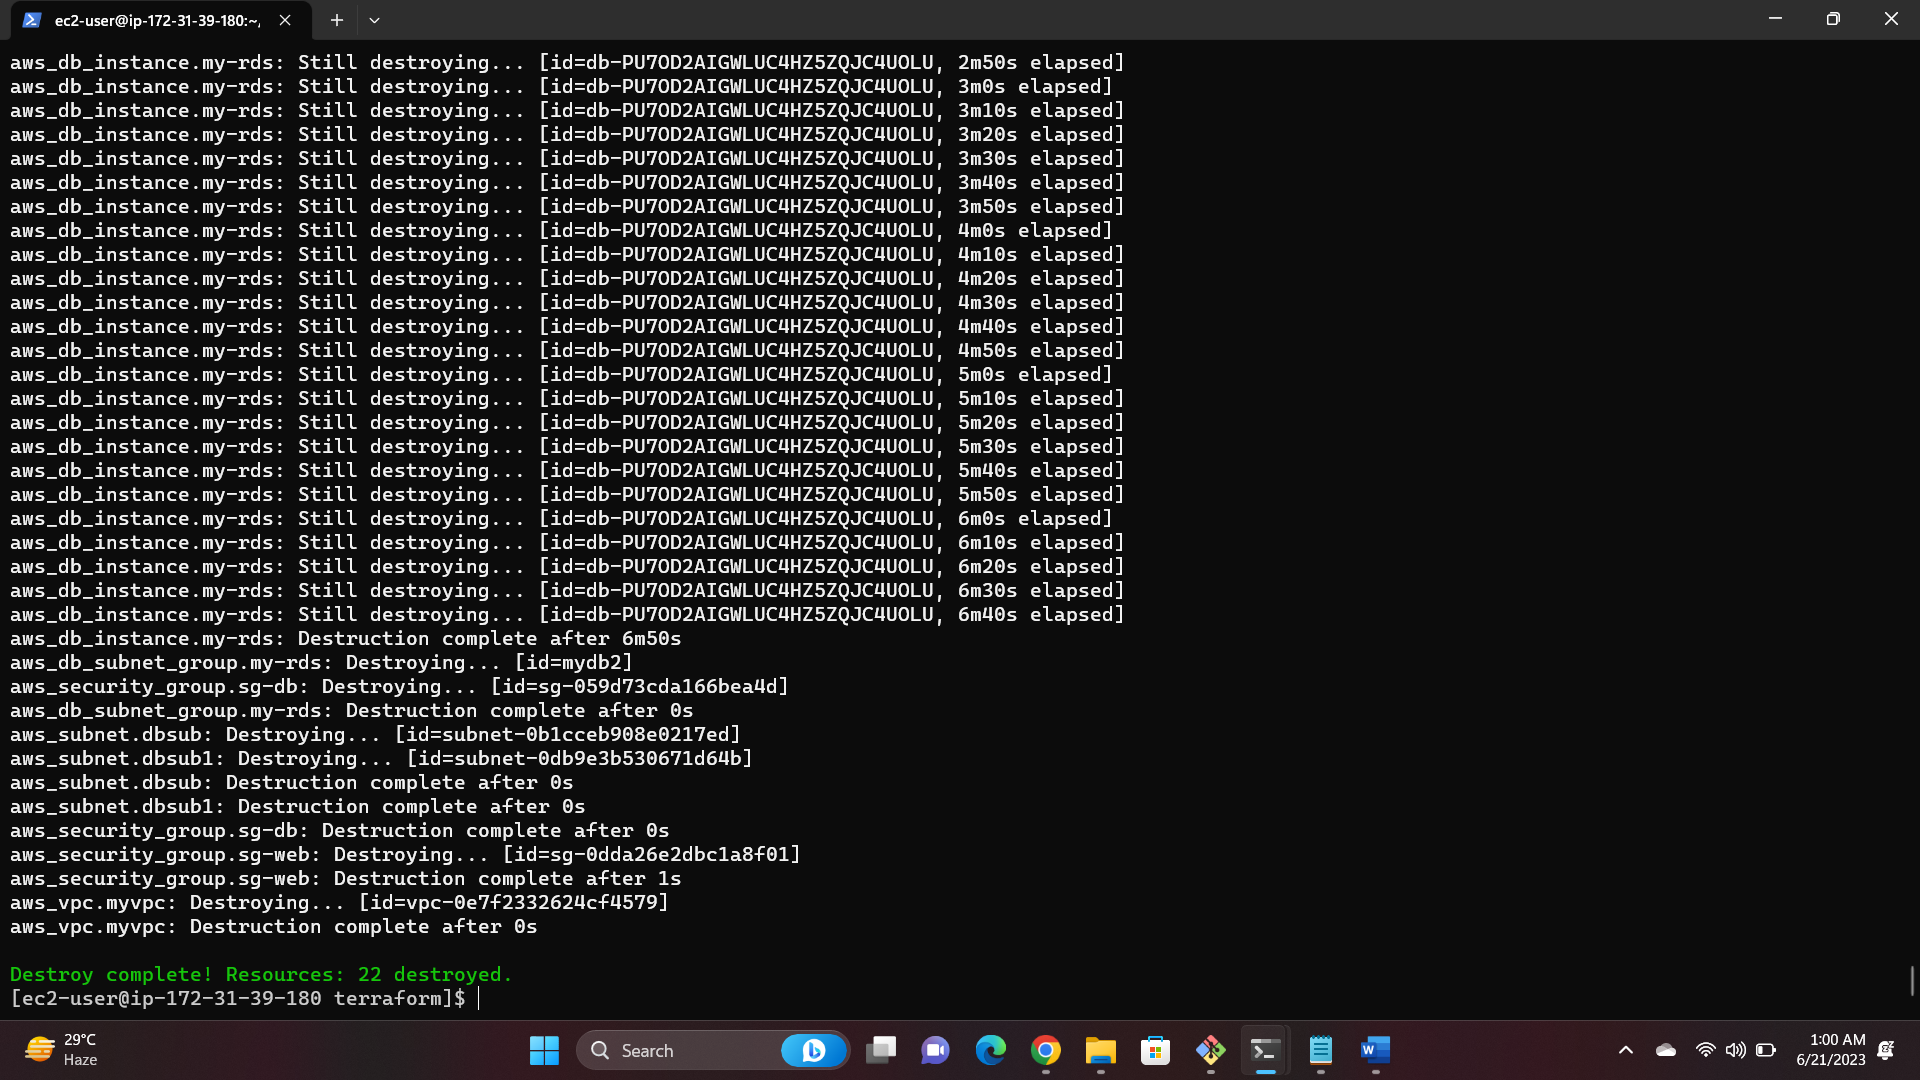 ec2-user@ip-172-31-39-180:~,
aws_db_instance.my-rds: Still destroying... [id=db-PU7OD2AIGWLUC4HZ5ZQJC4UOLU, 2m50s elapsed]
aws_db_instance.my-rds: Still destroying... [id=db-PU7OD2AIGWLUC4HZ5ZQJC4UOLU, 3m0s elapsed]
aws_db_instance.my-rds: Still destroying... [id=db-PU7OD2AIGWLUC4HZ5ZQJC4UOLU, 3m10s elapsed]
aws_db_instance.my-rds: Still destroying... [id=db-PU7OD2AIGWLUC4HZ5ZQJC4UOLU, 3m20s elapsed]
aws_db_instance.my-rds: Still destroying... [id=db-PU7OD2AIGWLUC4HZ5ZQJC4UOLU, 3m30s elapsed]
aws_db_instance.my-rds: Still destroying... [id=db-PU7OD2AIGWLUC4HZ5ZQJC4UOLU, 3m40s elapsed]
aws_db_instance.my-rds: Still destroying... [id=db-PU7OD2AIGWLUC4HZ5ZQJC4UOLU, 3m50s elapsed]
aws_db_instance.my-rds: Still destroying... [id=db-PU7OD2AIGWLUC4HZ5ZQJC4UOLU, 4m0s elapsed]
aws_db_instance.my-rds: Still destroying... [id=db-PU7OD2AIGWLUC4HZ5ZQJC4UOLU, 4m10s elapsed]
aws_db_instance.my-rds: Still destroying... [id=db-PU7OD2AIGWLUC4HZ5ZQJC4UOLU, 4m20s elapsed]
aws_db_instance.my-rds: Still destroying... [id=db-PU7OD2AIGWLUC4HZ5ZQJC4UOLU, 4m30s elapsed]
aws_db_instance.my-rds: Still destroying... [id=db-PU7OD2AIGWLUC4HZ5ZQJC4UOLU, 4m40s elapsed]
aws_db_instance.my-rds: Still destroying... [id=db-PU7OD2AIGWLUC4HZ5ZQJC4UOLU, 4m50s elapsed]
aws_db_instance.my-rds: Still destroying... [id=db-PU7OD2AIGWLUC4HZ5ZQJC4UOLU, 5m0s elapsed]
aws_db_instance.my-rds: Still destroying... [id=db-PU7OD2AIGWLUC4HZ5ZQJC4UOLU, 5m10s elapsed]
aws_db_instance.my-rds: Still destroying... [id=db-PU7OD2AIGWLUC4HZ5ZQJC4UOLU, 5m20s elapsed]
aws_db_instance.my-rds: Still destroying... [id=db-PU7OD2AIGWLUC4HZ5ZQJC4UOLU, 5m30s elapsed]
aws_db_instance.my-rds: Still destroying... [id=db-PU7OD2AIGWLUC4HZ5ZQJC4UOLU, 5m40s elapsed]
aws_db_instance.my-rds: Still destroying... [id=db-PU7OD2AIGWLUC4HZ5ZQJC4UOLU, 5m50s elapsed]
aws_db_instance.my-rds: Still destroying... [id=db-PU7OD2AIGWLUC4HZ5ZQJC4UOLU, 6m0s elapsed]
aws_db_instance.my-rds: Still destroying... [id=db-PU7OD2AIGWLUC4HZ5ZQJC4UOLU, 6m10s elapsed]
aws_db_instance.my-rds: Still destroying... [id=db-PU7OD2AIGWLUC4HZ5ZQJC4UOLU, 6m20s elapsed]
aws_db_instance.my-rds: Still destroying... [id=db-PU7OD2AIGWLUC4HZ5ZQJC4UOLU, 6m30s elapsed]
aws_db_instance.my-rds: Still destroying... [id=db-PU7OD2AIGWLUC4HZ5ZQJC4UOLU, 6m40s elapsed]
aws_db_instance.my-rds: Destruction complete after 6m50s
aws_db_subnet_group.my-rds: Destroying... [id=mydb2]
aws_security_group.sg-db: Destroying... [id=sg-059d73cda166bea4d]
aws_db_subnet_group.my-rds: Destruction complete after 0s
aws_subnet.dbsub: Destroying... [id=subnet-0b1cceb908e0217ed]
aws_subnet.dbsub1: Destroying... [id=subnet-0db9e3b530671d64b]
aws_subnet.dbsub: Destruction complete after 0s
aws_subnet.dbsub1: Destruction complete after 0s
aws_security_group.sg-db: Destruction complete after 0s
aws_security_group.sg-web: Destroying... [id=sg-0dda26e2dbc1a8f01]
aws_security_group.sg-web: Destruction complete after 1s
aws_vpc.myvpc: Destroying... [id=vpc-0e7f2332624cf4579]
aws_vpc.myvpc: Destruction complete after 0s
Destroy complete! Resources: 22 destroyed.
[ec2-user@ip-172-31-39-180 terraform]$
29°C
Haze
Search
1:00 AM
6/21/2023